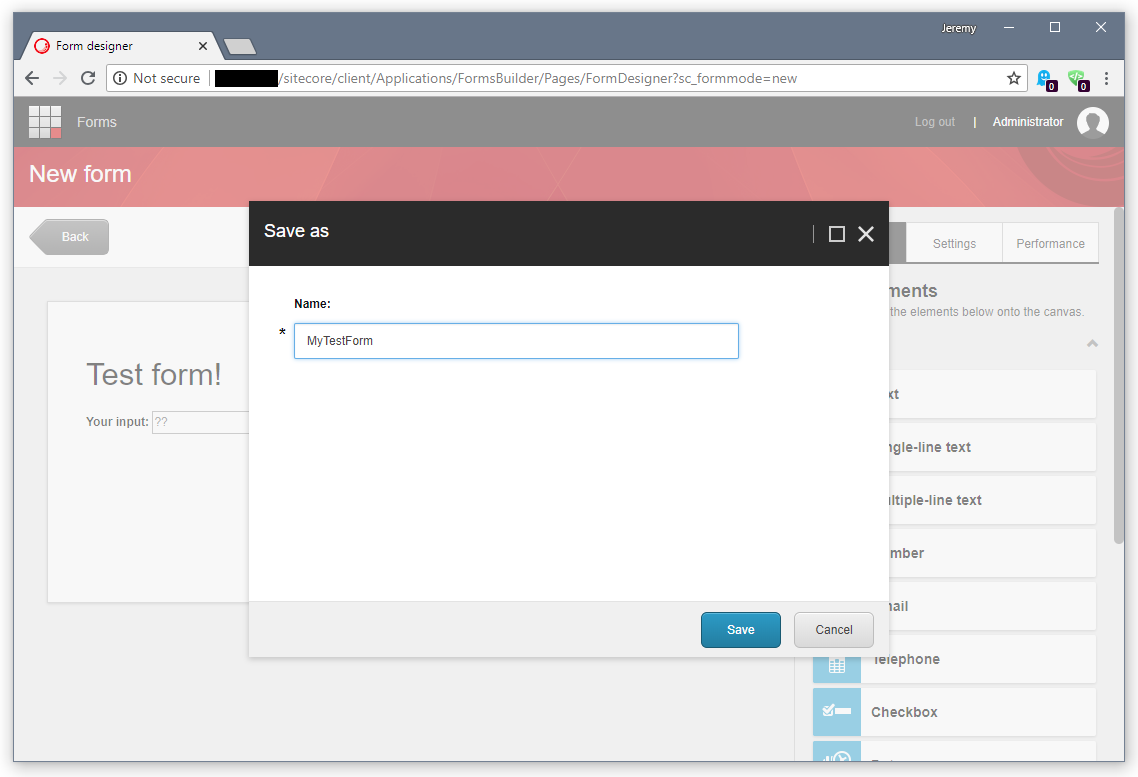 Jeremy
Form designer
Not secure | /sitecore/client/Applications/FormsBuilder/Pages/FormDesigner?sc_formmode=new
0 0
Forms
Log out | Administrator
New form
Back
Save as
Settings
Performance
ments
the elements below onto the canvas.
Name:
*
MyTestForm
Test form!
Your input: ??
xt
ngle-line text
ultiple-line text
mber
mail
Save
Cancel
Telephone
Checkbox